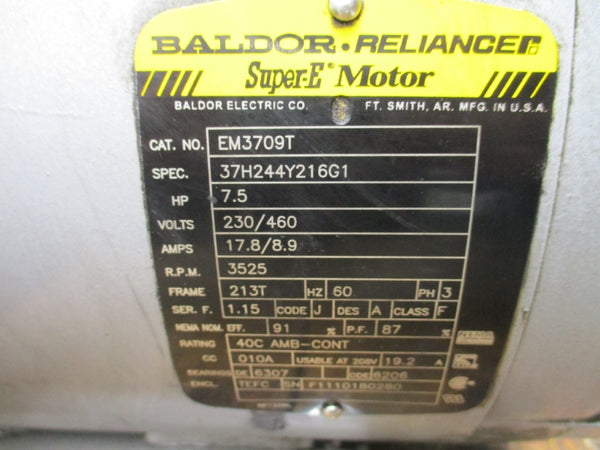 BALDOR • RELIANCE
Super-E® Motor
BALDOR ELECTRIC CO. FT. SMITH, AR. MFG. IN U.S.A.
CAT. NO. EM3709T
SPEC. 37H244Y216G1
HP 7.5
VOLTS 230/460
AMPS 17.8/8.9
R.P.M. 3525
FRAME 213T HZ 60 PH 3
SER. F. 1.15 CODE J DES A CLASS F
NEMA NOM. EFF. 91 % P.F. 87 %
RATING 40C AMB-CONT
CC 010A USABLE AT 208V 19.2 A
BEARINGS DE 6307 ODE 6206
ENCL. TEFC SN F1110180280